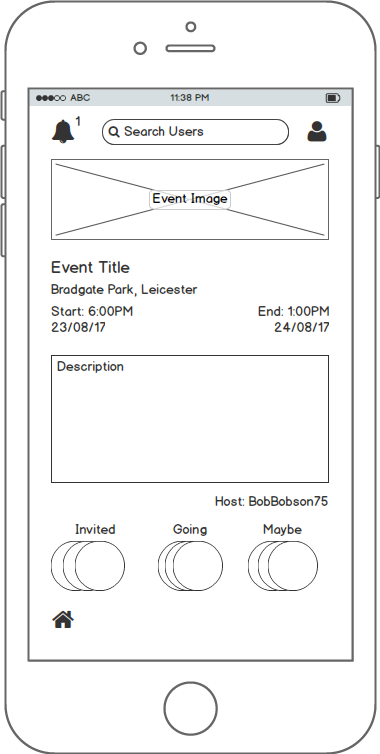 ABC 11:38 PM
1
Search Users
Event Image
Event Title
Bradgate Park, Leicester
Start: 6:00PM End: 1:00PM
23/08/17 24/08/17
Description
Host: BobBobson75
Invited Going Maybe